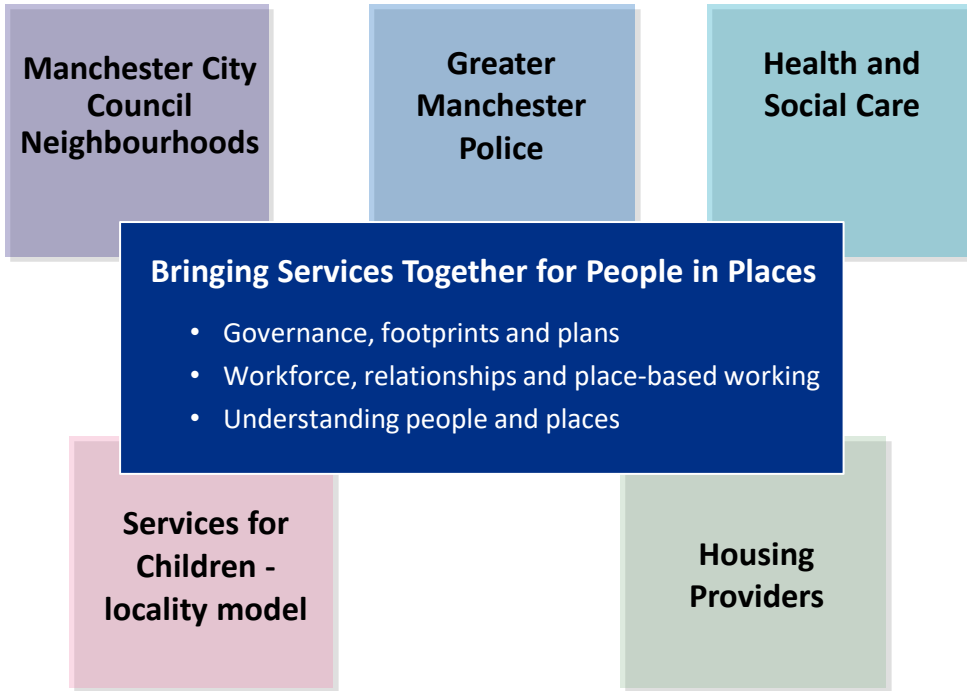 Manchester City
Council
Neighbourhoods
Greater
Manchester
Police
Health and
Social Care
Bringing Services Together for People in Places
• Governance, footprints and plans
• Workforce, relationships and place-based working
• Understanding people and places
Services for
Children -
locality model
Housing
Providers